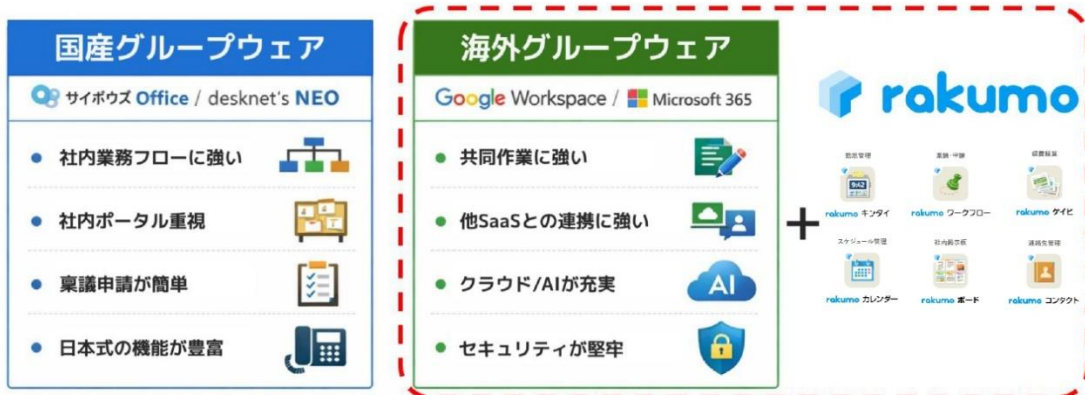 国産グループウェア
サイボウズ Office / desknet's NEO
社内業務フローに強い
社内ポータル重視
稟議申請が簡単
日本式の機能が豊富
海外グループウェア
Google Workspace / Microsoft 365
共同作業に強い
他SaaSとの連携に強い
クラウド/AIが充実
AI
セキュリティが堅牢
+
rakumo
勤怠管理
稟議・申請
経費精算
9:42
rakumo キンタイ
rakumo ワークフロー
rakumo ケイヒ
スケジュール管理
社内掲示板
連絡先管理
rakumo カレンダー
rakumo ボード
rakumo コンタクト